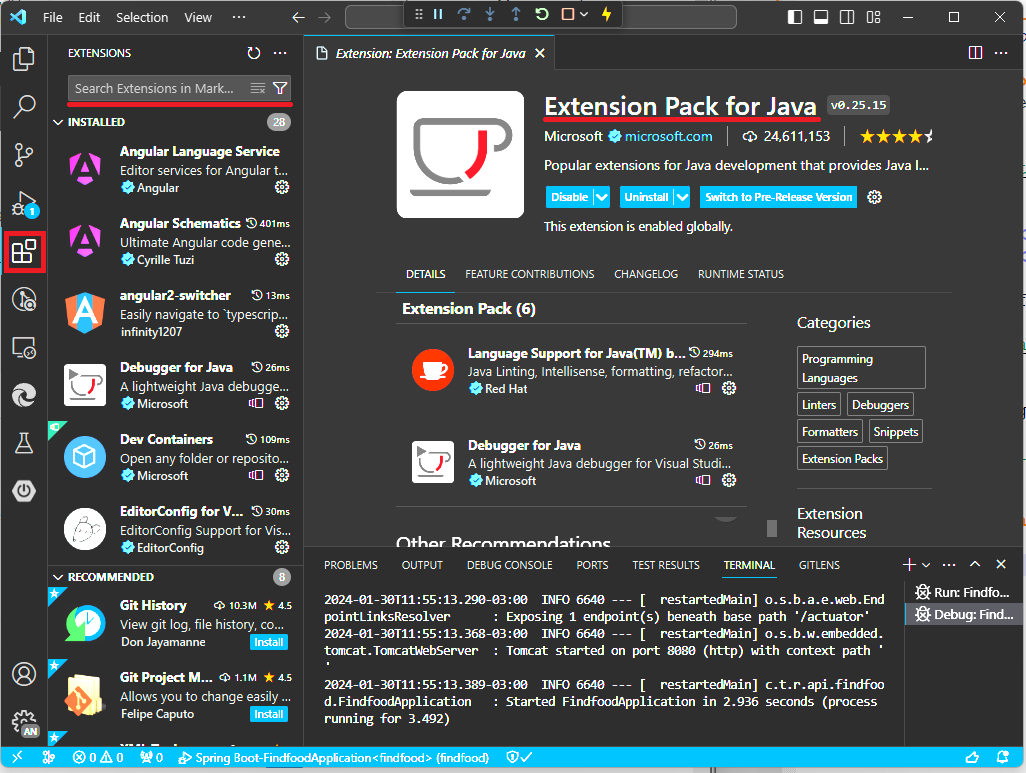 File Edit Selection View ···
EXTENSIONS
Search Extensions in Mark...
INSTALLED 28
Angular Language Service
Editor services for Angular t...
Angular
Angular Schematics 401ms
Ultimate Angular code gene...
Cyrille Tuzi
angular2-switcher 13ms
Easily navigate to `typescrip...
infinity1207
Debugger for Java 26ms
A lightweight Java debugge...
Microsoft
Dev Containers 109ms
Open any folder or reposito...
Microsoft
EditorConfig for V... 30ms
EditorConfig Support for Vis...
EditorConfig
RECOMMENDED 8
Git History 10.3M 4.5
View git log, file history, co...
Don Jayamanne Install
Git Project M... 1.1M 4.5
Allows you to change easily ...
Felipe Caputo Install
1
AN
Extension: Extension Pack for Java
Extension Pack for Java v0.25.15
Microsoft microsoft.com 24,611,153
Popular extensions for Java development that provides Java I...
Disable Uninstall Switch to Pre-Release Version
This extension is enabled globally.
DETAILS FEATURE CONTRIBUTIONS CHANGELOG RUNTIME STATUS
Extension Pack (6)
Language Support for Java(TM) b... 294ms
Java Linting, Intellisense, formatting, refactor...
Red Hat
Debugger for Java 26ms
A lightweight Java debugger for Visual Studi...
Microsoft
Other Recommendations
Categories
Programming
Languages
Linters Debuggers
Formatters Snippets
Extension Packs
Extension
Resources
PROBLEMS OUTPUT DEBUG CONSOLE PORTS TEST RESULTS TERMINAL GITLENS
2024-01-30T11:55:13.290-03:00  INFO 6640 --- [  restartedMain] o.s.b.a.e.web.End
pointLinksResolver      : Exposing 1 endpoint(s) beneath base path '/actuator'
2024-01-30T11:55:13.368-03:00  INFO 6640 --- [  restartedMain] o.s.b.w.embedded.
tomcat.TomcatWebServer  : Tomcat started on port 8080 (http) with context path '
'
2024-01-30T11:55:13.389-03:00  INFO 6640 --- [  restartedMain] c.t.r.api.findfoo
d.FindfoodApplication   : Started FindfoodApplication in 2.936 seconds (process
running for 3.492)
Run: Findfo...
Debug: Find...
0 0 0 Spring Boot-FindfoodApplication<findfood> (findfood)